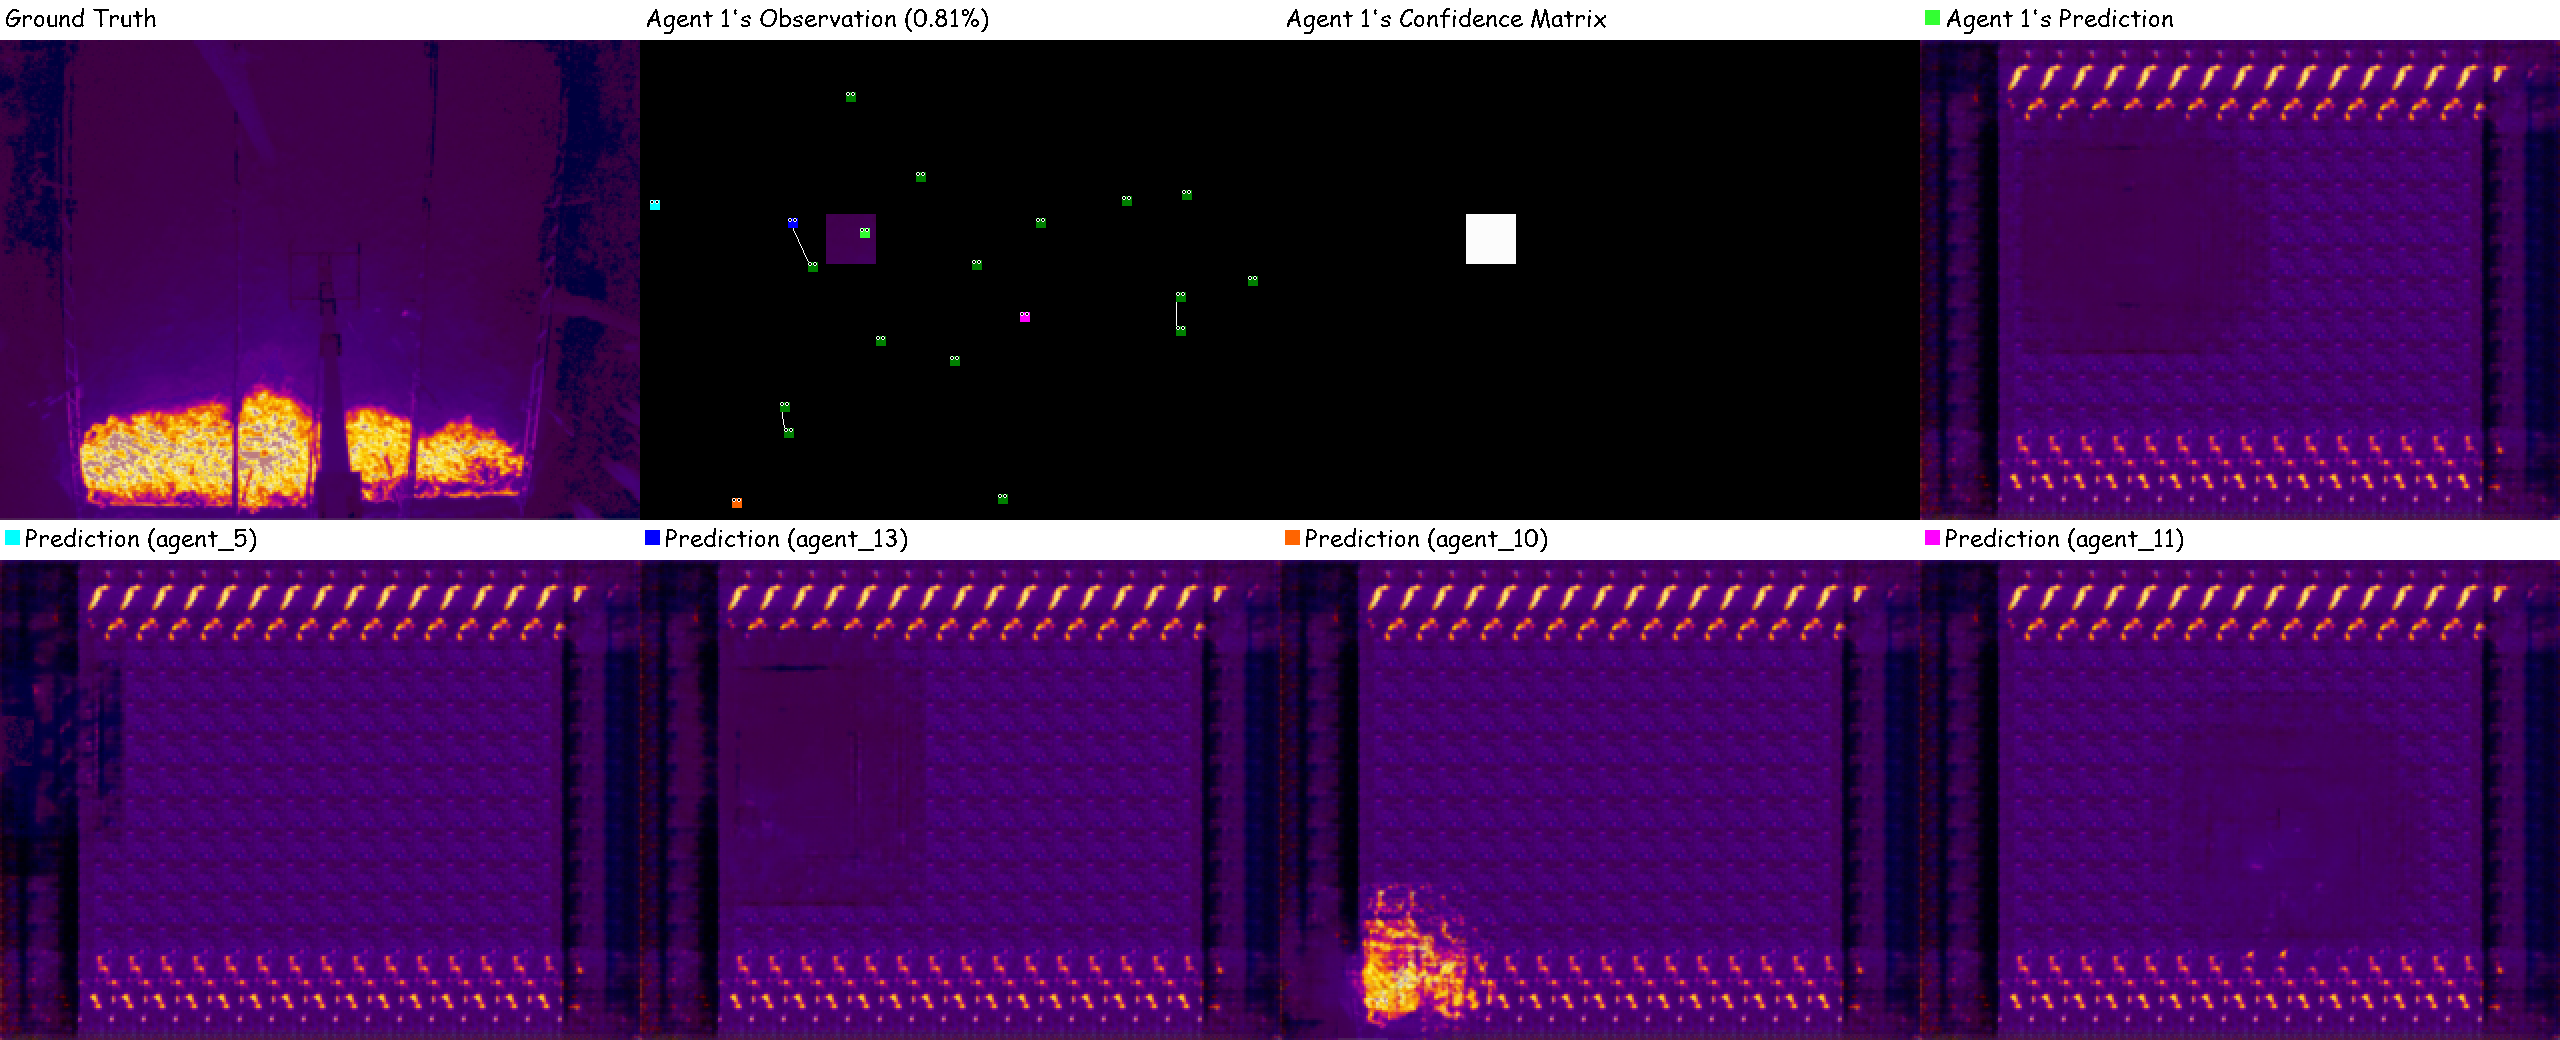 Ground Truth
Agent 1's Observation (0.81%)
Agent 1's Confidence Matrix
Agent 1's Prediction
Prediction (agent_5)
Prediction (agent_13)
Prediction (agent_10)
Prediction (agent_11)